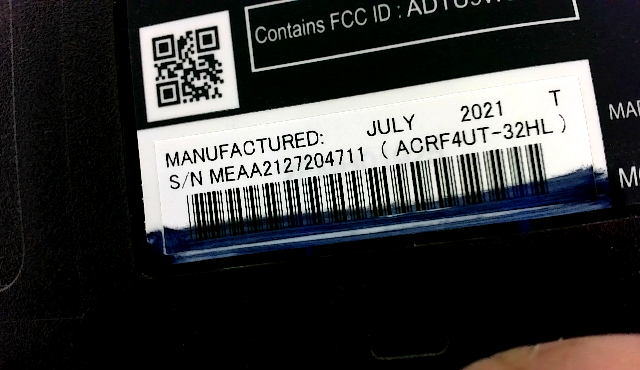 Contains FCC ID :
MANUFACTURED: JULY 2021 T
S/N MEAA2127204711 ( ACRF4UT-32HL )